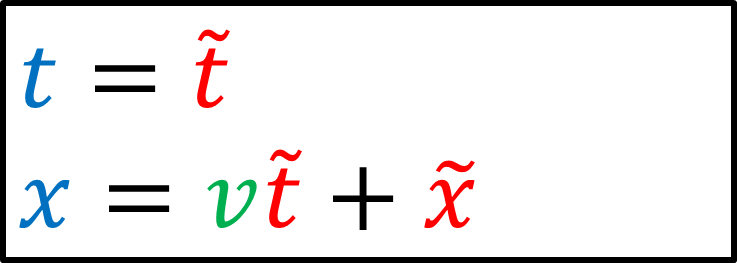 t = t̃
x = vt̃ + x̃